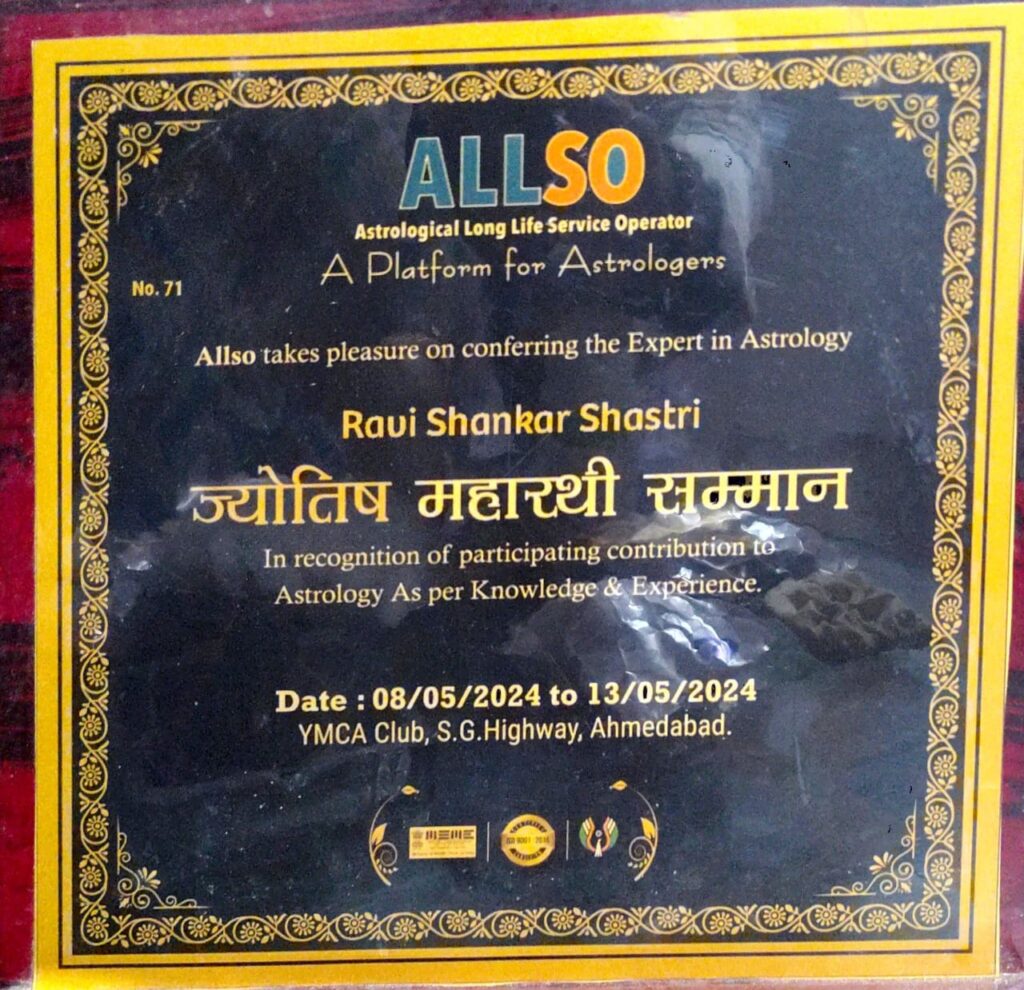 ALLSO
Astrological Long Life Service Operator
A Platform for Astrologers
No. 71
Allso takes pleasure on conferring the Expert in Astrology
Ravi Shankar Shastri
ज्योतिष महारथी सम्मान
In recognition of participating contribution to
Astrology As per Knowledge & Experience.
Date : 08/05/2024 to 13/05/2024
YMCA Club, S.G.Highway, Ahmedabad.